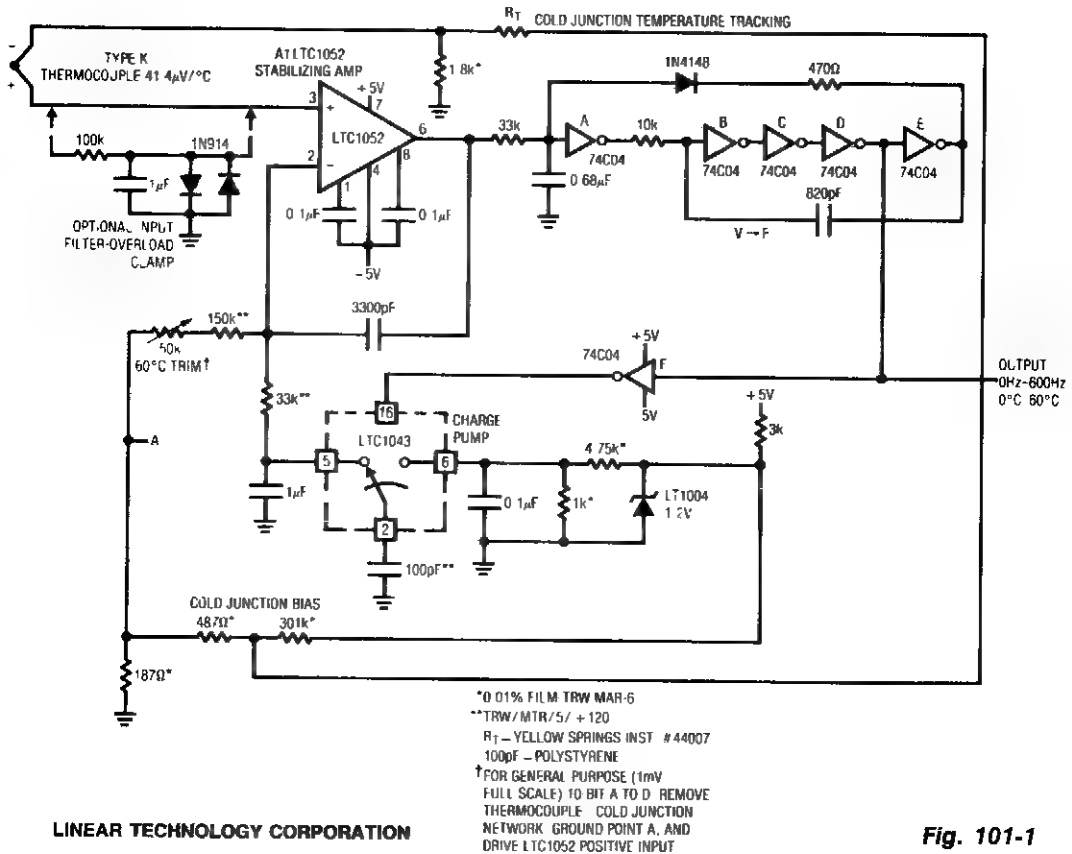 RT COLD JUNCTION TEMPERATURE TRACKING
−
+
TYPE K
THERMOCOUPLE 41 4μV/°C
A1 LTC1052
STABILIZING AMP
1 8k*
1N4148
470Ω
3
+
+5V
7
LTC1052
6
2
−
1
4
8
33k
A
74C04
10k
B
74C04
C
74C04
D
74C04
E
74C04
100k
1N914
1μF
OPTIONAL INPUT
FILTER-OVERLOAD
CLAMP
0 1μF
0 1μF
−5V
0 68μF
820pF
V→F
3300pF
150k**
50k
60°C TRIM†
33k**
74C04
+5V
F
5V
OUTPUT
0Hz–600Hz
0°C 60°C
+5V
3k
16
CHARGE
PUMP
LTC1043
5
6
2
A
1μF
4 75k*
0 1μF
1k*
LT1004
1 2V
100pF**
COLD JUNCTION BIAS
487Ω*
301k*
187Ω*
*0 01% FILM TRW MAR-6
**TRW/MTR/5/ +120
RT – YELLOW SPRINGS INST #44007
100pF – POLYSTYRENE
†FOR GENERAL PURPOSE (1mV
FULL SCALE) 10 BIT A TO D REMOVE
THERMOCOUPLE COLD JUNCTION
NETWORK GROUND POINT A, AND
DRIVE LTC1052 POSITIVE INPUT
LINEAR TECHNOLOGY CORPORATION
Fig. 101-1